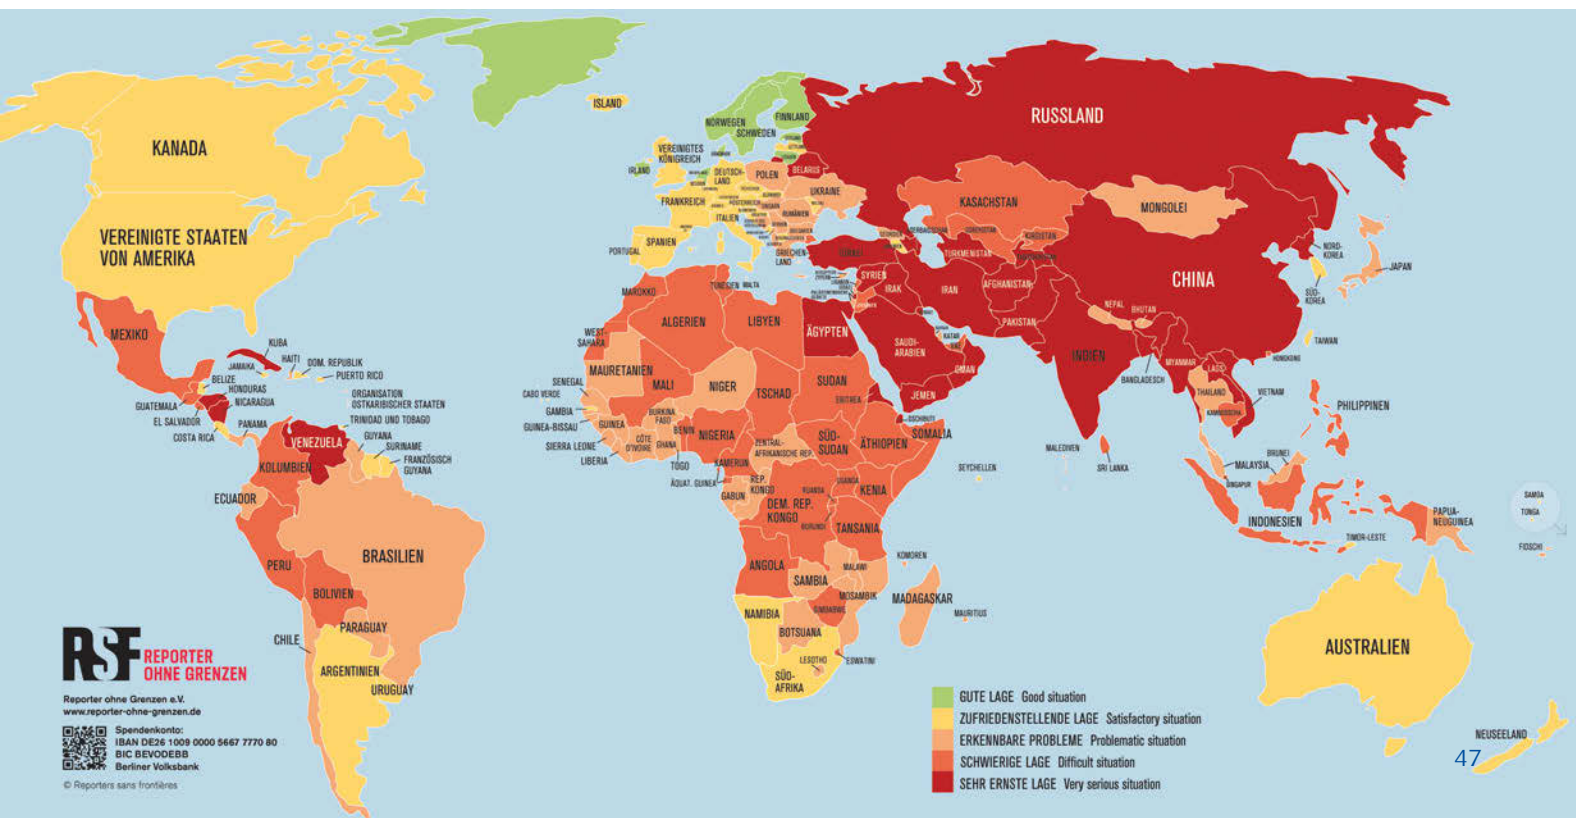 KANADA
VEREINIGTE STAATEN
VON AMERIKA
MEXIKO
KUBA
HAITI
DOM. REPUBLIK
JAMAIKA
PUERTO RICO
BELIZE
HONDURAS
NICARAGUA
GUATEMALA
EL SALVADOR
COSTA RICA
PANAMA
ORGANISATION
OSTKARIBISCHER STAATEN
TRINIDAD UND TOBAGO
VENEZUELA
GUYANA
SURINAME
FRANZÖSISCH
GUYANA
KOLUMBIEN
ECUADOR
BRASILIEN
PERU
BOLIVIEN
PARAGUAY
CHILE
ARGENTINIEN
URUGUAY
ISLAND
NORWEGEN
SCHWEDEN
FINNLAND
VEREINIGTES
KÖNIGREICH
IRLAND
DEUTSCH-
LAND
POLEN
BELARUS
UKRAINE
FRANKREICH
ITALIEN
RUMÄNIEN
SPANIEN
PORTUGAL
GRIECHEN-
LAND
RUSSLAND
KASACHSTAN
MONGOLEI
KIRGISTAN
TURKMENISTAN
CHINA
NORD-
KOREA
SÜD-
KOREA
JAPAN
TAIWAN
HONGKONG
SYRIEN
IRAK
IRAN
AFGHANISTAN
PAKISTAN
NEPAL
BHUTAN
INDIEN
BANGLADESCH
MYANMAR
LAOS
THAILAND
VIETNAM
KAMBODSCHA
PHILIPPINEN
SAUDI-
ARABIEN
KATAR
OMAN
JEMEN
MAROKKO
TUNESIEN
MALTA
ALGERIEN
LIBYEN
ÄGYPTEN
WEST-
SAHARA
MAURETANIEN
MALI
NIGER
TSCHAD
SUDAN
ERITREA
DSCHIBUTI
SENEGAL
CABO VERDE
GAMBIA
GUINEA-BISSAU
GUINEA
SIERRA LEONE
LIBERIA
BURKINA
FASO
CÔTE
D'IVOIRE
GHANA
TOGO
BENIN
NIGERIA
ZENTRAL-
AFRIKANISCHE REP.
SÜD-
SUDAN
ÄTHIOPIEN
SOMALIA
KAMERUN
ÄQUAT. GUINEA
GABUN
REP.
KONGO
DEM. REP.
KONGO
UGANDA
KENIA
RUANDA
BURUNDI
TANSANIA
ANGOLA
SAMBIA
MALAWI
MOSAMBIK
SIMBABWE
NAMIBIA
BOTSUANA
LESOTHO
ESWATINI
SÜD-
AFRIKA
KOMOREN
MADAGASKAR
MAURITIUS
SEYCHELLEN
MALEDIVEN
SRI LANKA
MALAYSIA
SINGAPUR
BRUNEI
INDONESIEN
TIMOR-LESTE
PAPUA-
NEUGUINEA
SAMOA
TONGA
FIDSCHI
AUSTRALIEN
NEUSEELAND
RSF REPORTER
OHNE GRENZEN
Reporter ohne Grenzen e.V.
www.reporter-ohne-grenzen.de
Spendenkonto:
IBAN DE26 1009 0000 5667 7770 80
BIC BEVODEBB
Berliner Volksbank
© Reporters sans frontières
GUTE LAGE Good situation
ZUFRIEDENSTELLENDE LAGE Satisfactory situation
ERKENNBARE PROBLEME Problematic situation
SCHWIERIGE LAGE Difficult situation
SEHR ERNSTE LAGE Very serious situation
47